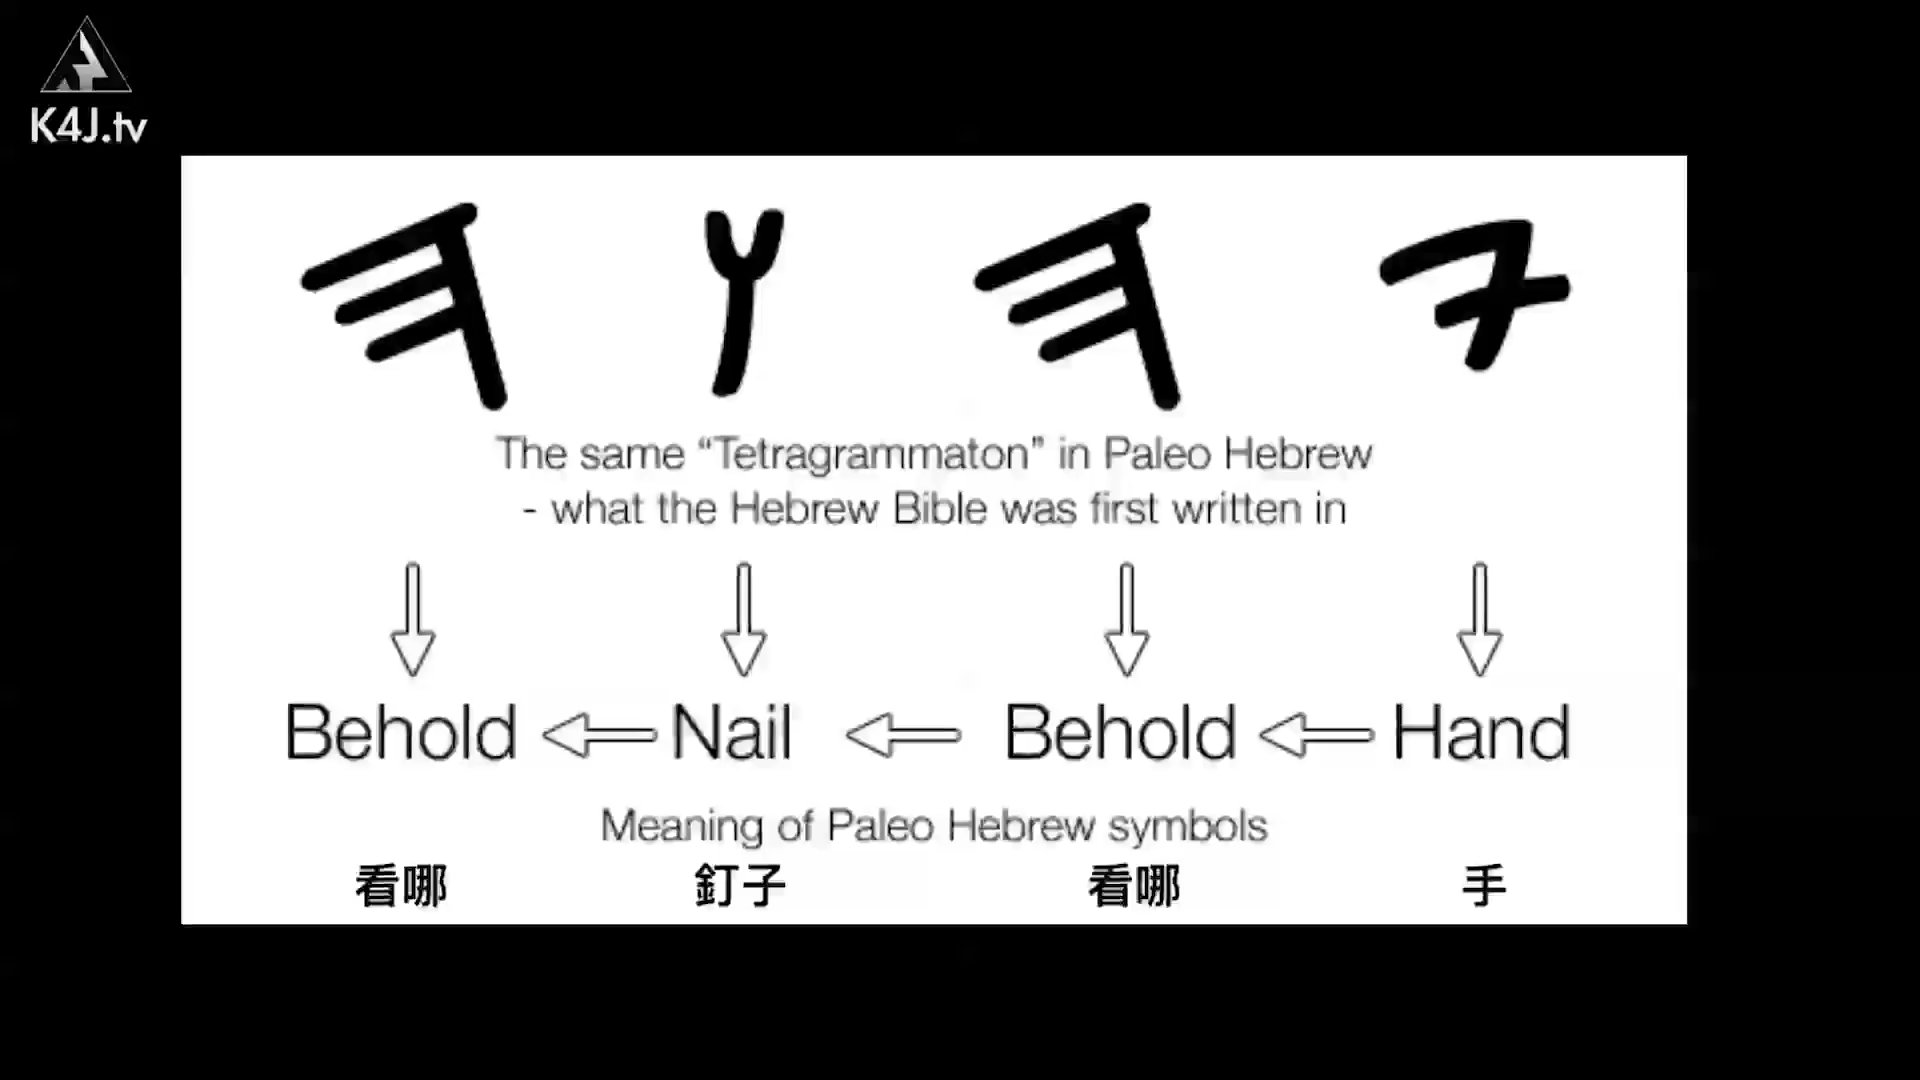 K4J.tv
𐤄 𐤅 𐤄 𐤉
The same “Tetragrammaton” in Paleo Hebrew
- what the Hebrew Bible was first written in
Behold Nail Behold Hand
Meaning of Paleo Hebrew symbols
看哪 釘子 看哪 手